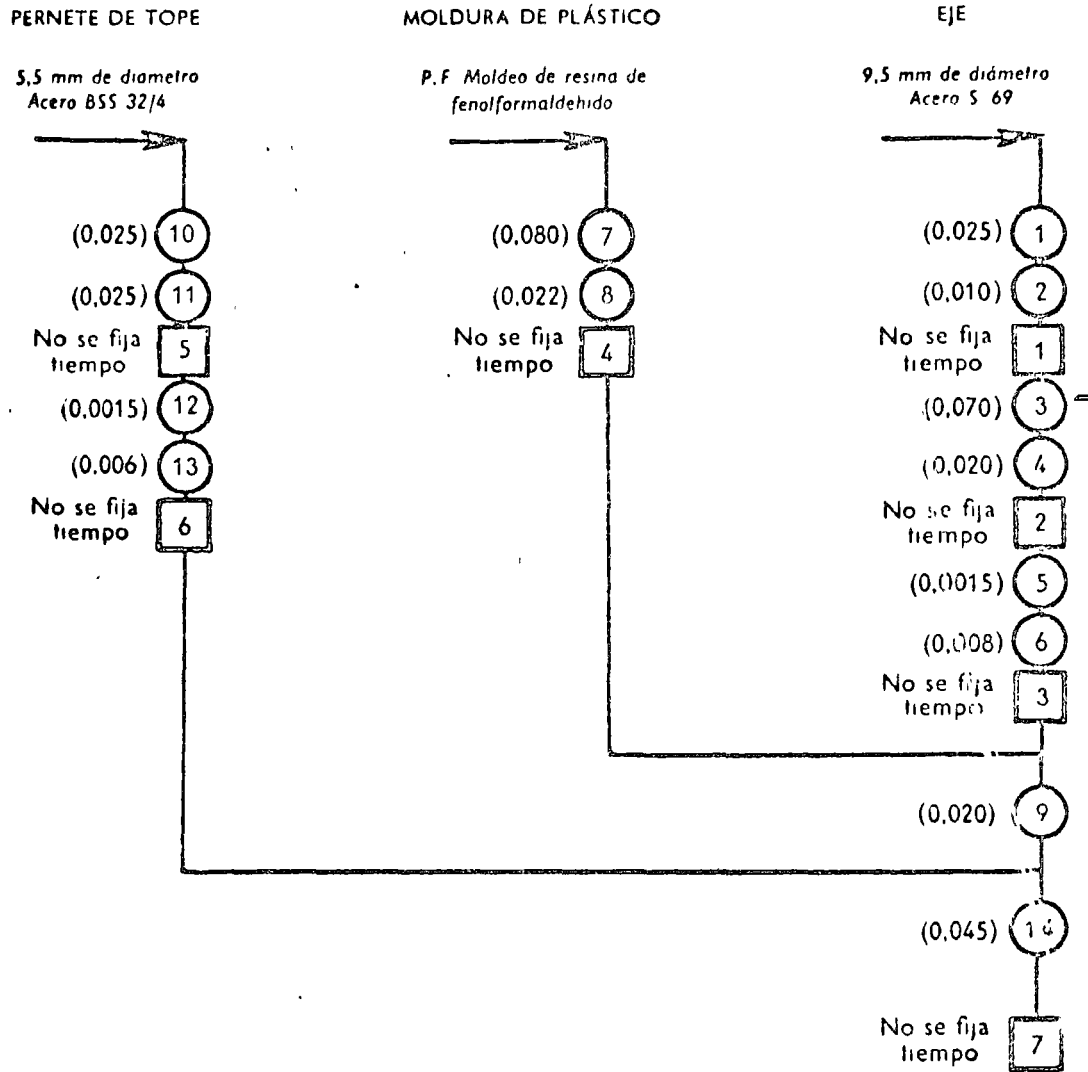 PERNETE DE TOPE
5,5 mm de diametro
Acero BSS 32/4
(0,025) 10
(0,025) 11
No se fija
tiempo
5
(0,0015) 12
(0,006) 13
No se fija
tiempo
6
MOLDURA DE PLÁSTICO
P.F Moldeo de resina de
fenolformaldehido
(0,080) 7
(0,022) 8
No se fija
tiempo
4
EJE
9,5 mm de diámetro
Acero S 69
(0,025) 1
(0,010) 2
No se fija
tiempo
1
(0,070) 3
(0,020) 4
No se fija
tiempo
2
(0,0015) 5
(0,008) 6
No se fija
tiempo
3
(0,020) 9
(0,045) 14
No se fija
tiempo
7